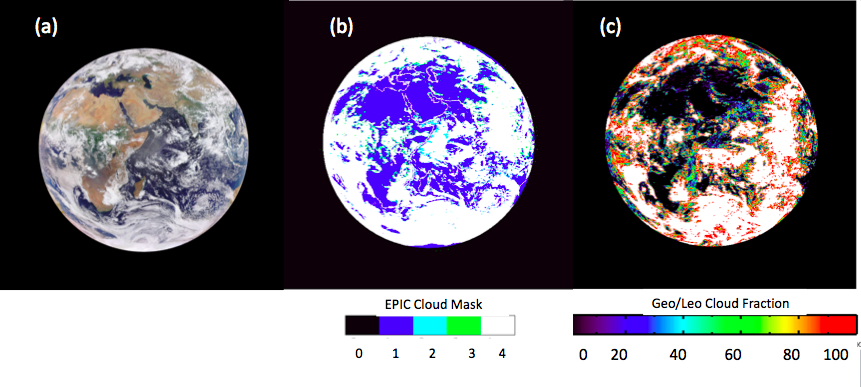 (a)
(b)
(c)
EPIC Cloud Mask
0 1 2 3 4
Geo/Leo Cloud Fraction
0 20 40 60 80 100